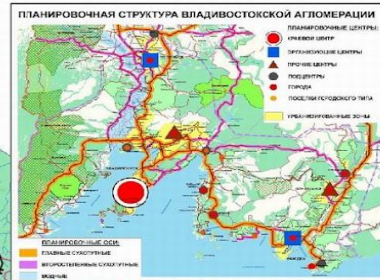 ПЛАНИРОВОЧНАЯ СТРУКТУРА ВЛАДИВОСТОКСКОЙ АГЛОМЕРАЦИИ
ПЛАНИРОВОЧНЫЕ ЦЕНТРЫ:
КРАЕВОЙ ЦЕНТР
ОРГАНИЗУЮЩИЕ ЦЕНТРЫ
ПРОЧИЕ ЦЕНТРЫ
ПОДЦЕНТРЫ
ГОРОДА
ПОСЕЛКИ ГОРОДСКОГО ТИПА
УРБАНИЗИРОВАННЫЕ ЗОНЫ
ПЛАНИРОВОЧНЫЕ ОСИ:
ГЛАВНЫЕ СУХОПУТНЫЕ
ВТОРОСТЕПЕННЫЕ СУХОПУТНЫЕ
ВОДНЫЕ